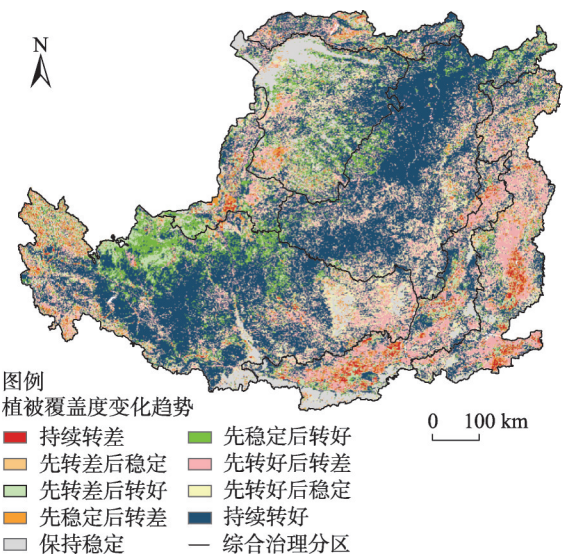 N
图例
植被覆盖度变化趋势
持续转差
先稳定后转好
先转差后稳定
先转好后转差
先转差后转好
先转好后稳定
先稳定后转差
持续转好
保持稳定
综合治理分区
0 100 km